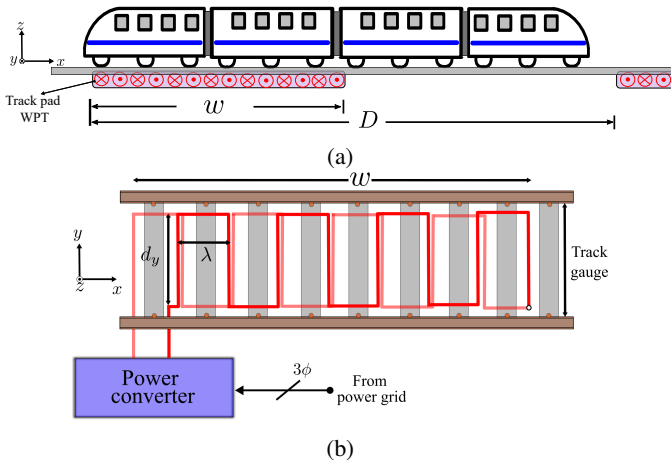 z
y
x
Track pad
WPT
w
D
(a)
w
y
z
x
d_y
λ
Track
gauge
Power
converter
3ϕ
From
power grid
(b)